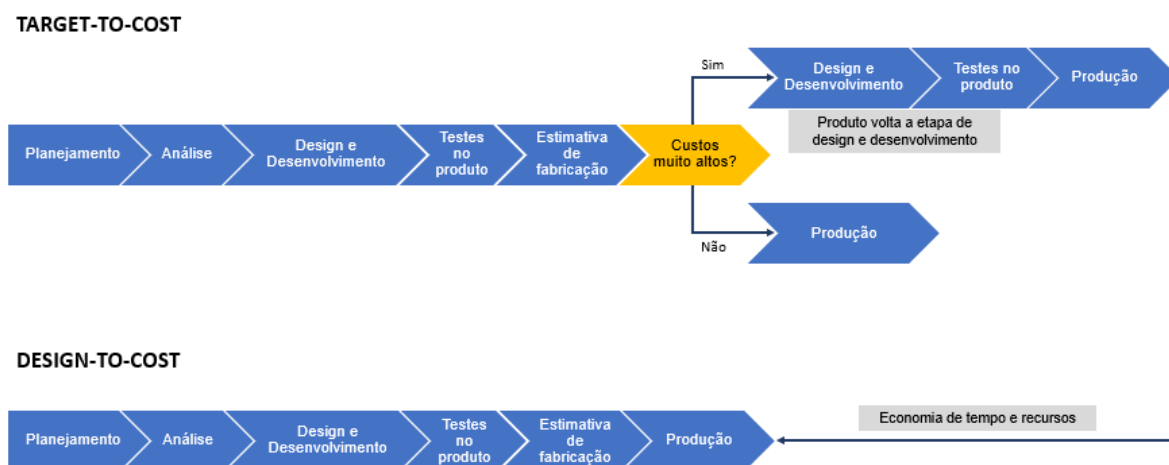 TARGET-TO-COST
Planejamento
Análise
Design e
Desenvolvimento
Testes
no
produto
Estimativa
de
fabricação
Custos
muito altos?
Sim
Design e
Desenvolvimento
Testes no
produto
Produção
Produto volta a etapa de
design e desenvolvimento
Não
Produção
DESIGN-TO-COST
Planejamento
Análise
Design e
Desenvolvimento
Testes
no
produto
Estimativa
de
fabricação
Produção
Economia de tempo e recursos